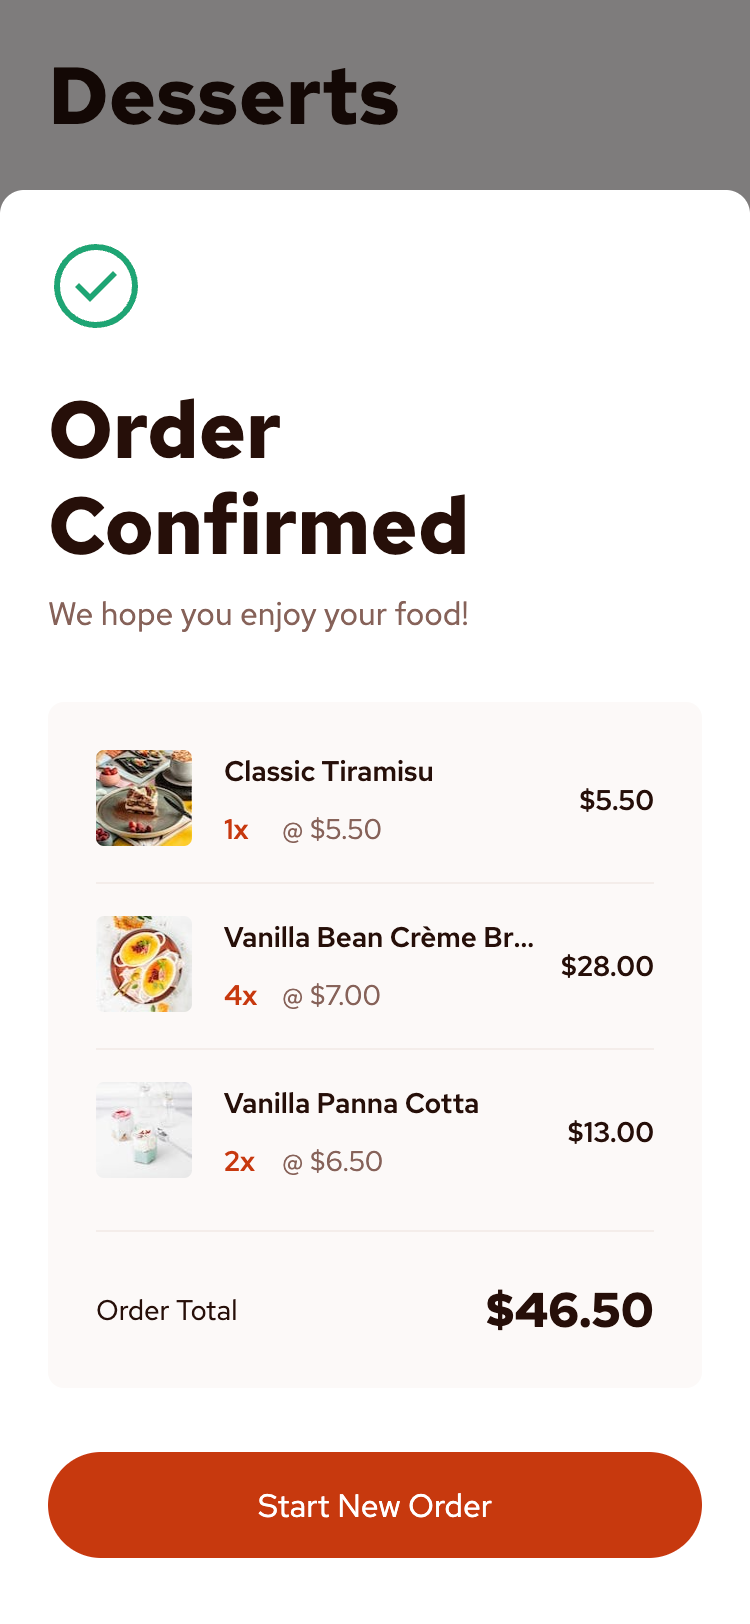 Desserts
Order
Confirmed
We hope you enjoy your food!
Classic Tiramisu
1x @ $5.50
$5.50
Vanilla Bean Crème Br...
4x @ $7.00
$28.00
Vanilla Panna Cotta
2x @ $6.50
$13.00
Order Total $46.50
Start New Order